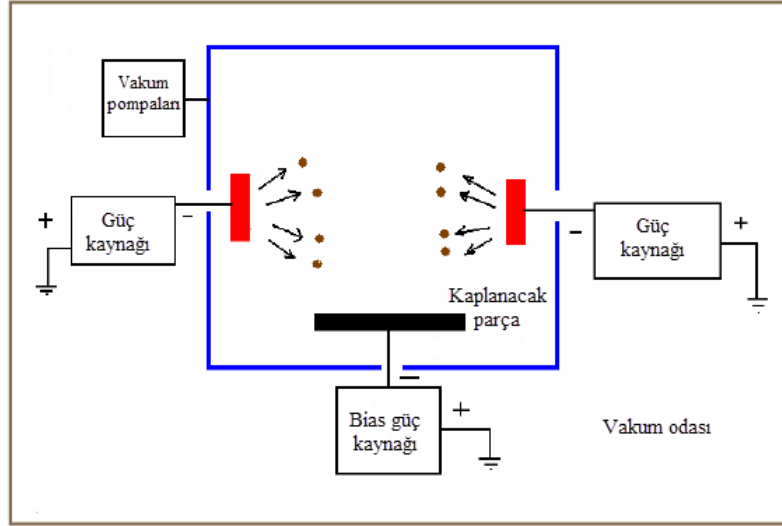 Vakum
pompaları
+
Güç
kaynağı
−
Güç
kaynağı
−
+
Kaplanacak
parça
−
Bias güç
kaynağı
+
Vakum odası